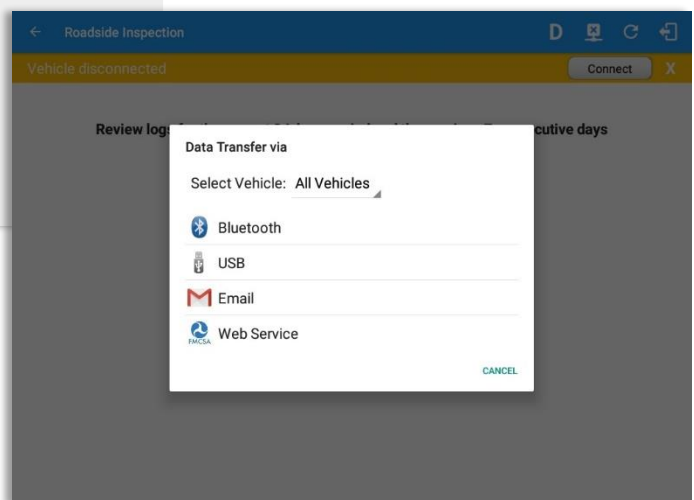 Roadside Inspection
D
Vehicle disconnected
Connect
X
Review log
cutive days
Data Transfer via
Select Vehicle: All Vehicles
Bluetooth
USB
Email
FMCSA
Web Service
CANCEL